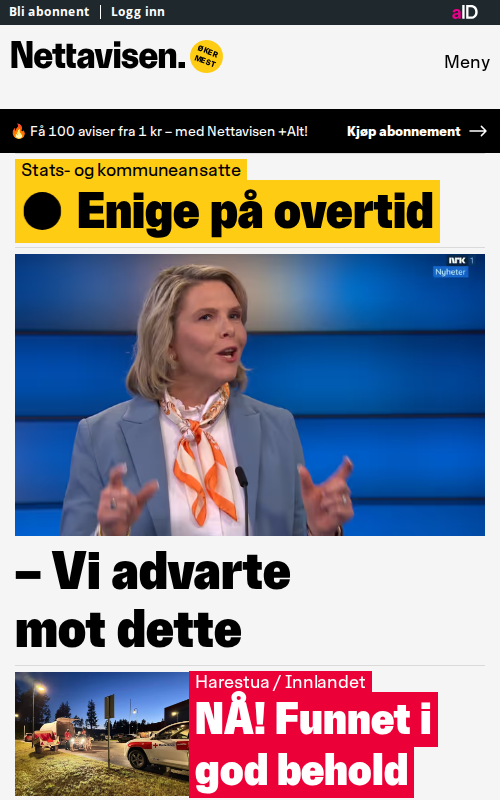 Bli abonnent Logg inn aID
Nettavisen. ØKER MEST
Meny
🔥 Få 100 aviser fra 1 kr – med Nettavisen +Alt! Kjøp abonnement →
Stats- og kommuneansatte
● Enige på overtid
NRK 1
Nyheter
– Vi advarte
mot dette
Harestua / Innlandet
NÅ! Funnet i
god behold